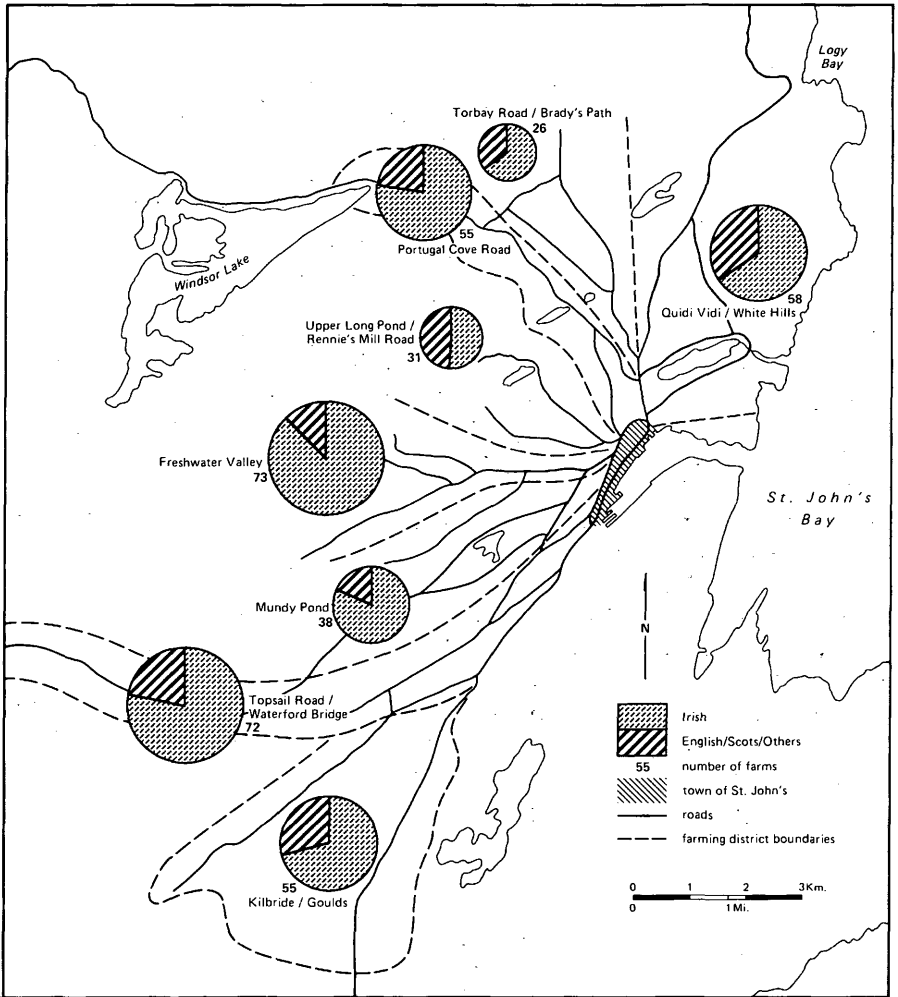 Logy
Bay
Torbay Road / Brady's Path
26
55
Portugal Cove Road
Windsor Lake
58
Quidi Vidi / White Hills
Upper Long Pond /
Rennie's Mill Road
31
Freshwater Valley
73
St. John's
Bay
Mundy Pond
38
N
Topsail Road /
Waterford Bridge
72
Irish
English/Scots/Others
55 number of farms
town of St. John's
roads
farming district boundaries
0 1 2 3Km.
0 1Mi.
55
Kilbride / Goulds